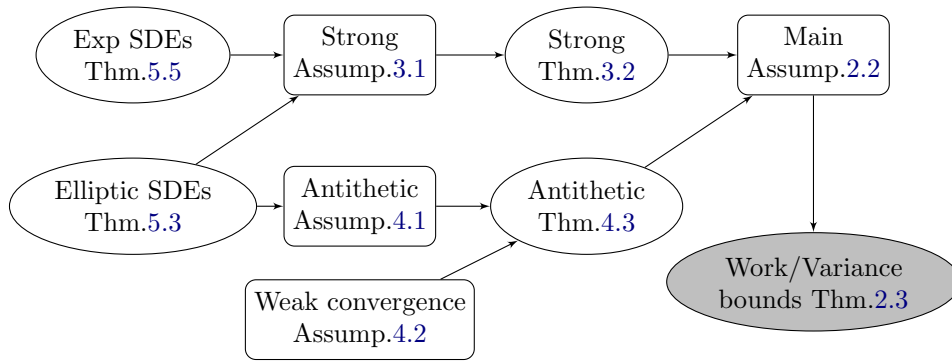 Exp SDEs
Thm.5.5
Strong
Assump.3.1
Strong
Thm.3.2
Main
Assump.2.2
Elliptic SDEs
Thm.5.3
Antithetic
Assump.4.1
Antithetic
Thm.4.3
Work/Variance
bounds Thm.2.3
Weak convergence
Assump.4.2